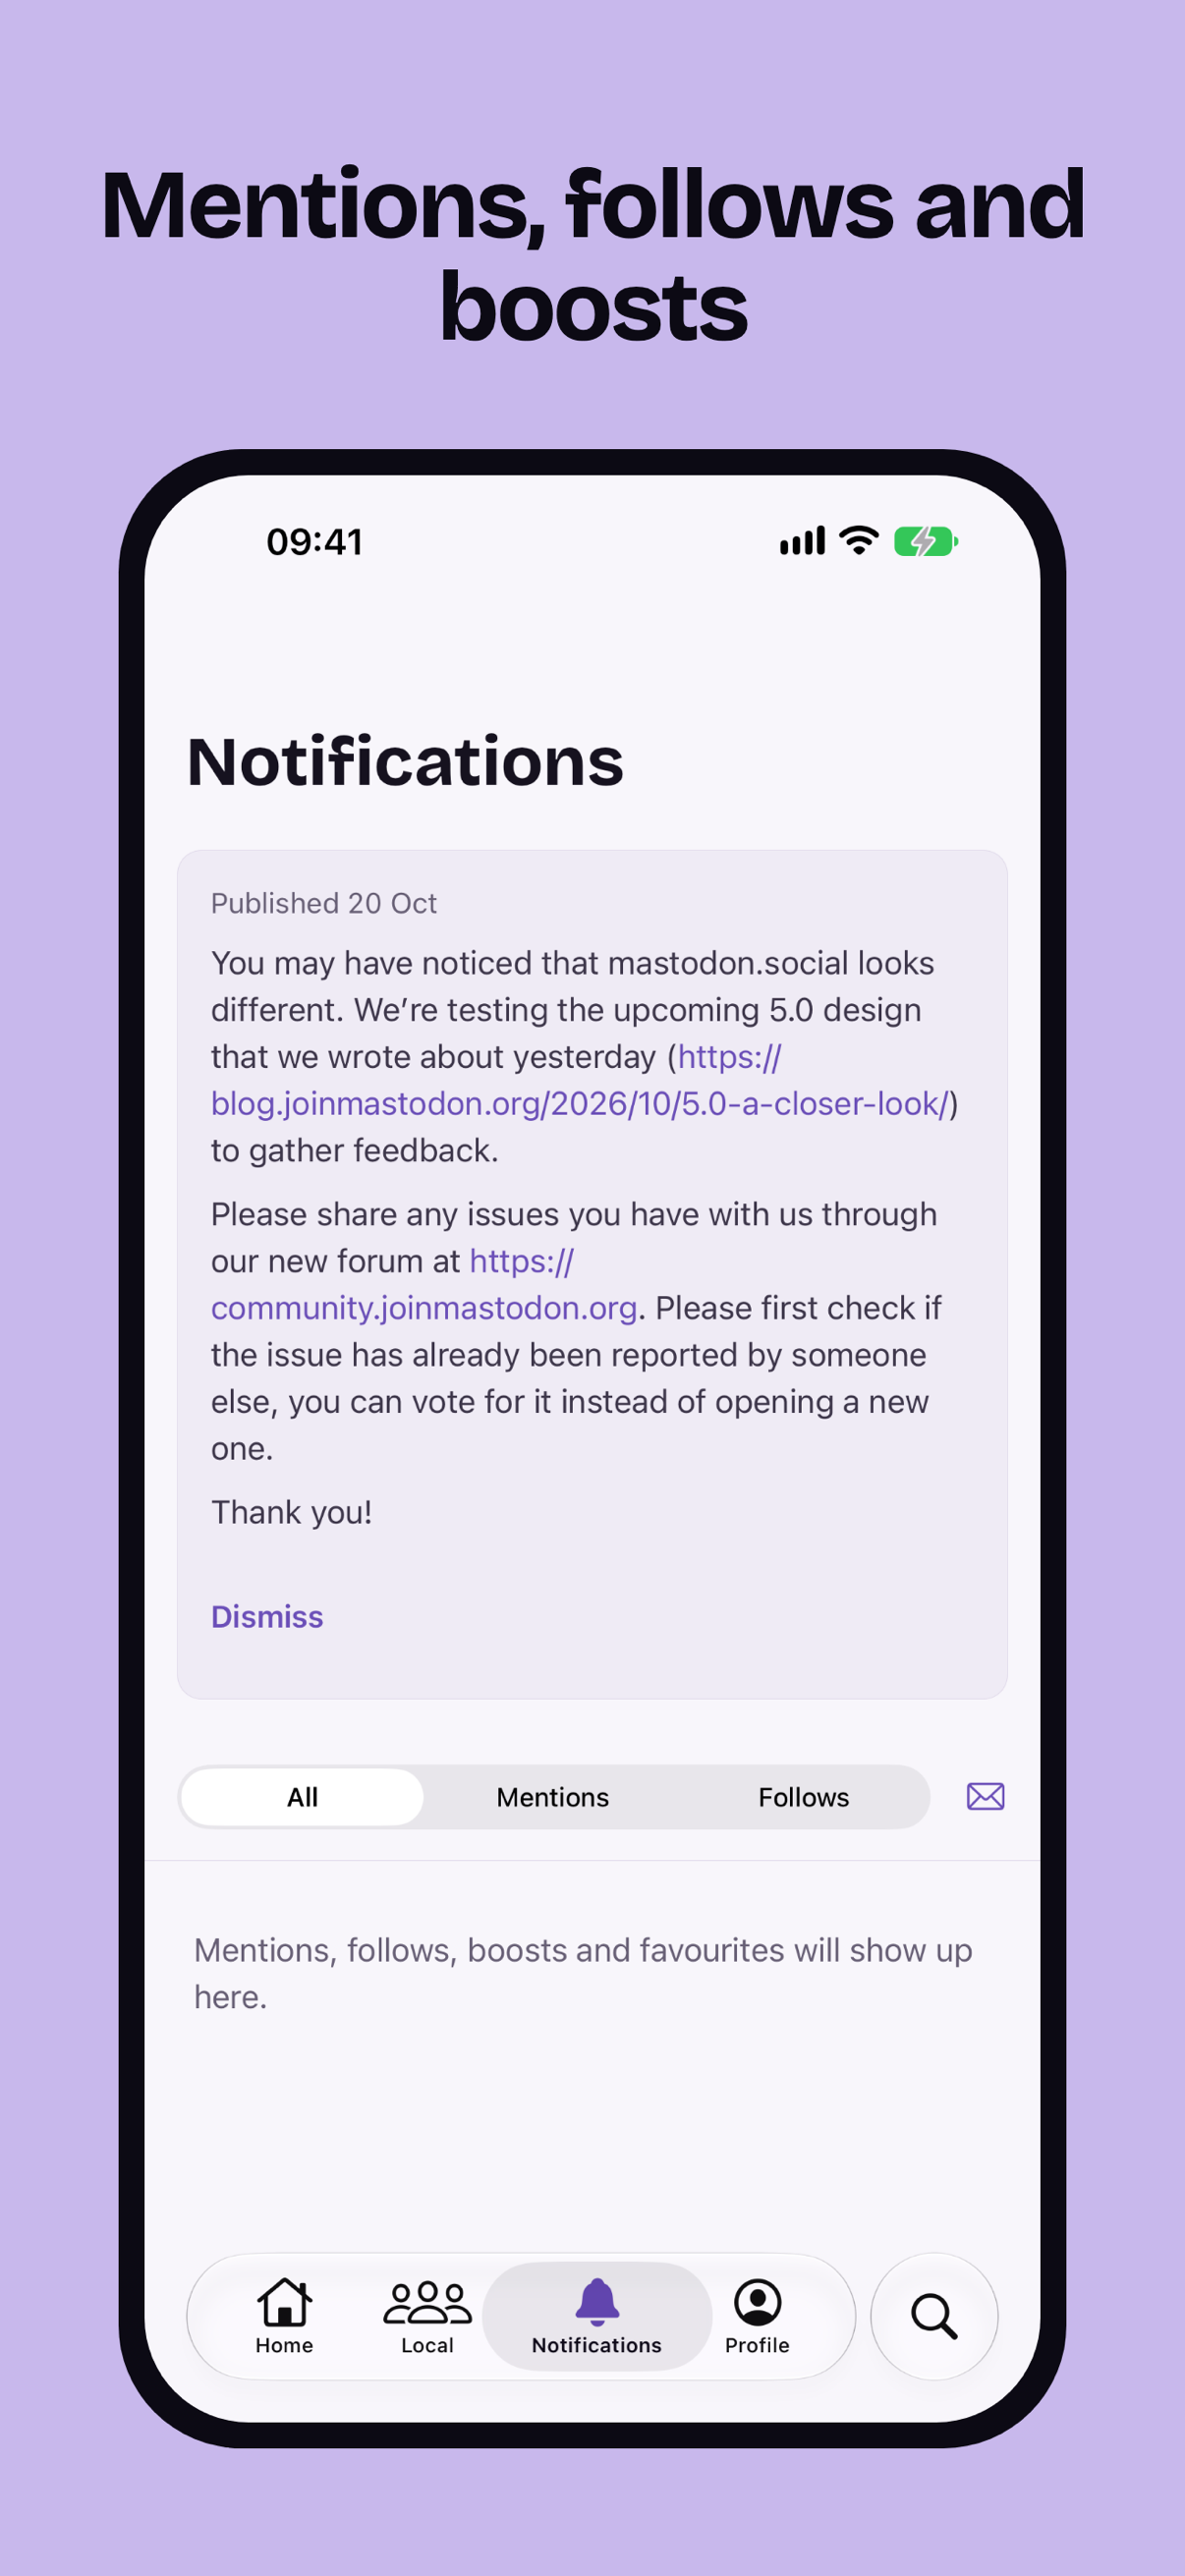 Mentions, follows and
boosts
09:41
Notifications
Published 20 Oct
You may have noticed that mastodon.social looks
different. We’re testing the upcoming 5.0 design
that we wrote about yesterday (https://
blog.joinmastodon.org/2026/10/5.0-a-closer-look/)
to gather feedback.
Please share any issues you have with us through
our new forum at https://
community.joinmastodon.org. Please first check if
the issue has already been reported by someone
else, you can vote for it instead of opening a new
one.
Thank you!
Dismiss
All Mentions Follows
Mentions, follows, boosts and favourites will show up
here.
Home Local Notifications Profile